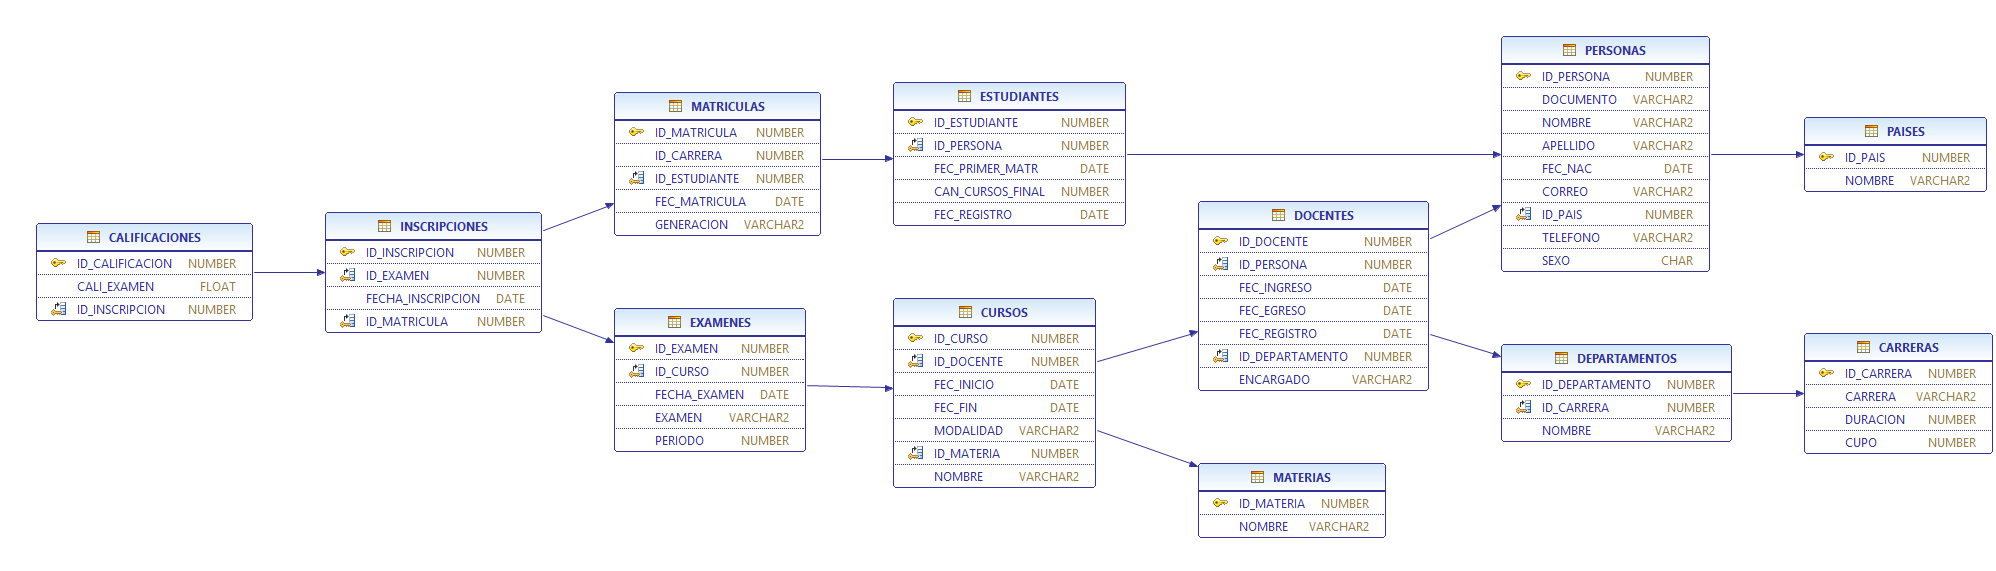 CALIFICACIONES
ID_CALIFICACION NUMBER
CALI_EXAMEN FLOAT
ID_INSCRIPCION NUMBER
INSCRIPCIONES
ID_INSCRIPCION NUMBER
ID_EXAMEN NUMBER
FECHA_INSCRIPCION DATE
ID_MATRICULA NUMBER
MATRICULAS
ID_MATRICULA NUMBER
ID_CARRERA NUMBER
ID_ESTUDIANTE NUMBER
FEC_MATRICULA DATE
GENERACION VARCHAR2
EXAMENES
ID_EXAMEN NUMBER
ID_CURSO NUMBER
FECHA_EXAMEN DATE
EXAMEN VARCHAR2
PERIODO NUMBER
ESTUDIANTES
ID_ESTUDIANTE NUMBER
ID_PERSONA NUMBER
FEC_PRIMER_MATR DATE
CAN_CURSOS_FINAL NUMBER
FEC_REGISTRO DATE
CURSOS
ID_CURSO NUMBER
ID_DOCENTE NUMBER
FEC_INICIO DATE
FEC_FIN DATE
MODALIDAD VARCHAR2
ID_MATERIA NUMBER
NOMBRE VARCHAR2
DOCENTES
ID_DOCENTE NUMBER
ID_PERSONA NUMBER
FEC_INGRESO DATE
FEC_EGRESO DATE
FEC_REGISTRO DATE
ID_DEPARTAMENTO NUMBER
ENCARGADO VARCHAR2
MATERIAS
ID_MATERIA NUMBER
NOMBRE VARCHAR2
PERSONAS
ID_PERSONA NUMBER
DOCUMENTO VARCHAR2
NOMBRE VARCHAR2
APELLIDO VARCHAR2
FEC_NAC DATE
CORREO VARCHAR2
ID_PAIS NUMBER
TELEFONO VARCHAR2
SEXO CHAR
DEPARTAMENTOS
ID_DEPARTAMENTO NUMBER
ID_CARRERA NUMBER
NOMBRE VARCHAR2
PAISES
ID_PAIS NUMBER
NOMBRE VARCHAR2
CARRERAS
ID_CARRERA NUMBER
CARRERA VARCHAR2
DURACION NUMBER
CUPO NUMBER